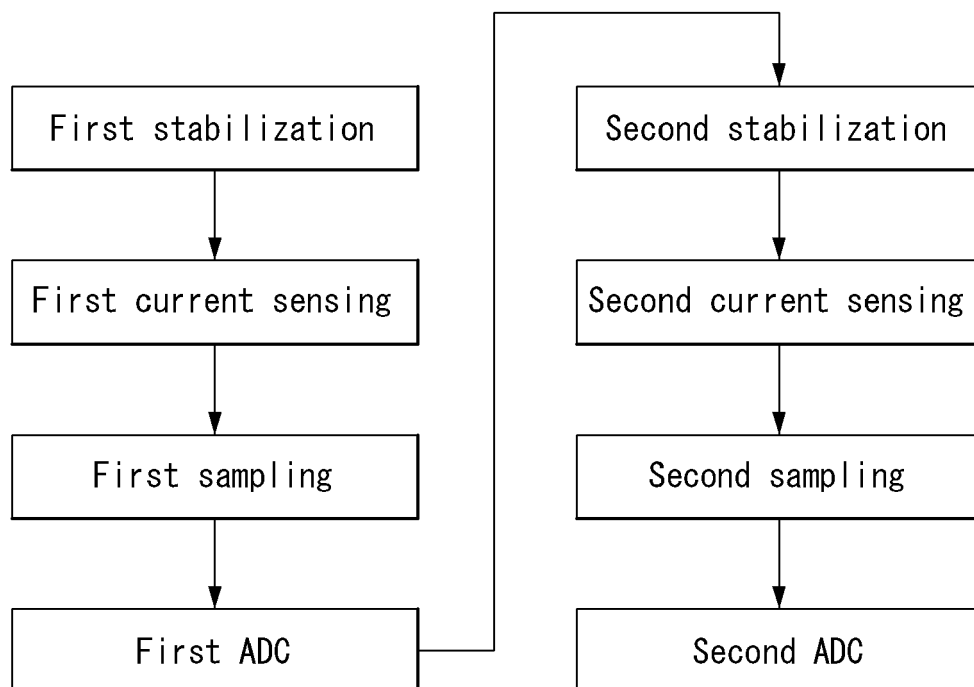 First stabilization
First current sensing
First sampling
First ADC
Second stabilization
Second current sensing
Second sampling
Second ADC